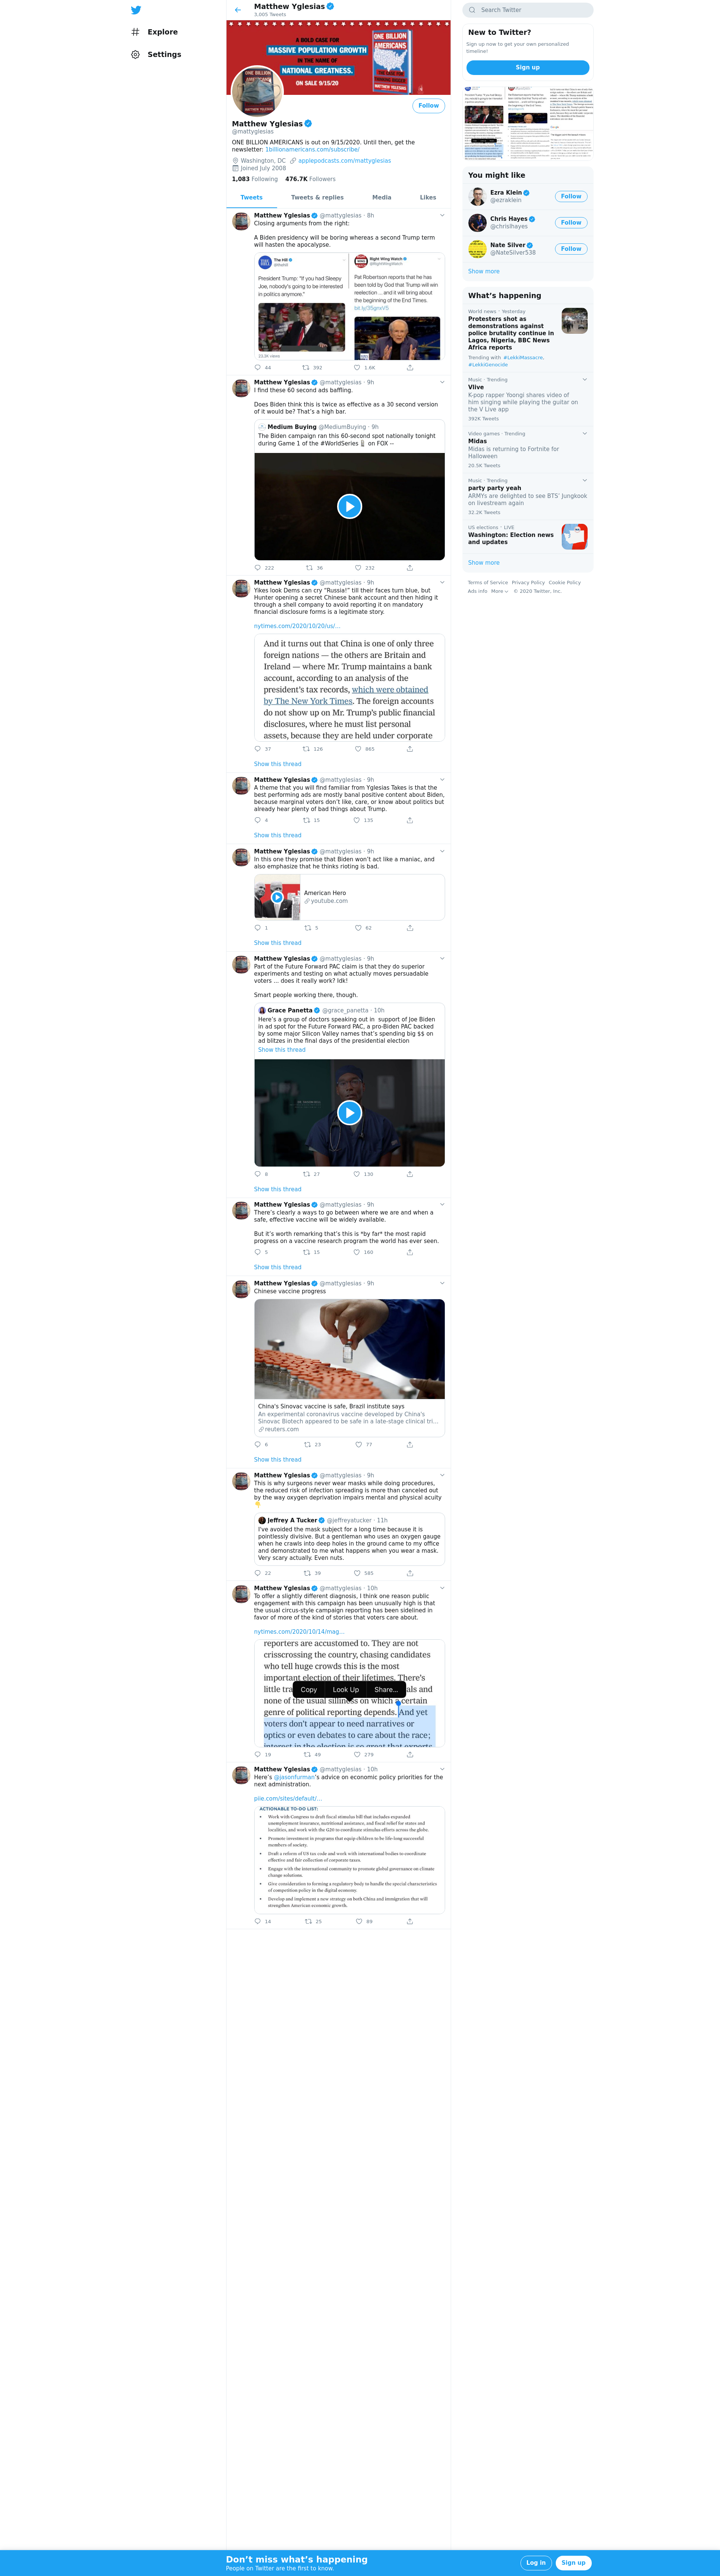 Explore
Settings
Matthew Yglesias
3,005 Tweets
A BOLD CASE FOR
MASSIVE POPULATION GROWTH
IN THE NAME OF
NATIONAL GREATNESS.
ON SALE 9/15/20
ONE BILLION
AMERICANS
MATTHEW YGLESIAS
Follow
Matthew Yglesias
@mattyglesias
ONE BILLION AMERICANS is out on 9/15/2020. Until then, get the
newsletter: 1billionamericans.com/subscribe/
Washington, DC applepodcasts.com/mattyglesias
Joined July 2008
1,083 Following 476.7K Followers
Tweets Tweets & replies Media Likes
Matthew Yglesias @mattyglesias · 8h
Closing arguments from the right:
A Biden presidency will be boring whereas a second Trump term
will hasten the apocalypse.
The Hill
@thehill
President Trump: "If you had Sleepy
Joe, nobody's going to be interested
in politics anymore."
Right Wing Watch
Pat Robertson reports that he has
been told by God that Trump will win
reelection ... and it will bring about
the beginning of the End Times.
44 392 1.6K
Matthew Yglesias @mattyglesias · 9h
I find these 60 second ads baffling.
Does Biden think this is twice as effective as a 30 second version
of it would be? That's a high bar.
Medium Buying @MediumBuying · 9h
The Biden campaign ran this 60-second spot nationally tonight
during Game 1 of the #WorldSeries on FOX --
222 36 232
Matthew Yglesias @mattyglesias · 9h
Yikes look Dems can cry "Russia!" till their faces turn blue, but
Hunter opening a secret Chinese bank account and then hiding it
through a shell company to avoid reporting it on mandatory
financial disclosure forms is a legitimate story.
nytimes.com/2020/10/20/us/...
And it turns out that China is one of only three
foreign nations — the others are Britain and
Ireland — where Mr. Trump maintains a bank
account, according to an analysis of the
president's tax records, which were obtained
by The New York Times. The foreign accounts
do not show up on Mr. Trump's public financial
disclosures, where he must list personal
assets, because they are held under corporate
37 126 865
Show this thread
Matthew Yglesias @mattyglesias · 9h
A theme that you will find familiar from Yglesias Takes is that the
best performing ads are mostly banal positive content about Biden,
because marginal voters don't like, care, or know about politics but
already hear plenty of bad things about Trump.
4 15 135
Show this thread
Matthew Yglesias @mattyglesias · 9h
In this one they promise that Biden won't act like a maniac, and
also emphasize that he thinks rioting is bad.
American Hero
youtube.com
1 5 62
Show this thread
Matthew Yglesias @mattyglesias · 9h
Part of the Future Forward PAC claim is that they do superior
experiments and testing on what actually moves persuadable
voters ... does it really work? Idk!
Smart people working there, though.
Grace Panetta @grace_panetta · 10h
Here's a group of doctors speaking out in support of Joe Biden
in ad spot for the Future Forward PAC, a pro-Biden PAC backed
by some major Silicon Valley names that's spending big $$ on
ad blitzes in the final days of the presidential election
Show this thread
8 27 130
Show this thread
Matthew Yglesias @mattyglesias · 9h
There's clearly a ways to go between where we are and when a
safe, effective vaccine will be widely available.
But it's worth remarking that this is *by far* the most rapid
progress on a vaccine research program the world has ever seen.
5 15 160
Show this thread
Matthew Yglesias @mattyglesias · 9h
Chinese vaccine progress
China's Sinovac vaccine is safe, Brazil institute says
An experimental coronavirus vaccine developed by China's
Sinovac Biotech appeared to be safe in a late-stage clinical tri...
reuters.com
6 23 77
Show this thread
Matthew Yglesias @mattyglesias · 9h
This is why surgeons never wear masks while doing procedures,
the reduced risk of infection spreading is more than canceled out
by the way oxygen deprivation impairs mental and physical acuity
Jeffrey A Tucker @jeffreyatucker · 11h
I've avoided the mask subject for a long time because it is
pointlessly divisive. But a gentleman who uses an oxygen gauge
when he crawls into deep holes in the ground came to my office
and demonstrated to me what happens when you wear a mask.
Very scary actually. Even nuts.
22 39 585
Matthew Yglesias @mattyglesias · 10h
To offer a slightly different diagnosis, I think one reason public
engagement with this campaign has been unusually high is that
the usual circus-style campaign reporting has been sidelined in
favor of more of the kind of stories that voters care about.
nytimes.com/2020/10/14/mag...
reporters are accustomed to. They are not
crisscrossing the country, chasing candidates
who tell huge crowds this is the most
important election of their lifetimes. There's
little tra als and
Copy Look Up Share...
none of the usual silliness on which a certain
genre of political reporting depends. And yet
voters don't appear to need narratives or
optics or even debates to care about the race;
interest in the election is so great that experts
19 49 279
Matthew Yglesias @mattyglesias · 10h
Here's @jasonfurman's advice on economic policy priorities for the
next administration.
piie.com/sites/default/...
ACTIONABLE TO-DO LIST:
• Work with Congress to draft fiscal stimulus bill that includes expanded
unemployment insurance, nutritional assistance, and fiscal relief for states and
localities, and work with the G20 to coordinate stimulus efforts across the globe.
• Promote investment in programs that equip children to be life-long successful
members of society.
• Draft a reform of US tax code and work with international bodies to coordinate
effective and fair collection of corporate taxes.
• Engage with the international community to promote global governance on climate
change solutions.
• Give consideration to forming a regulatory body to handle the special characteristics
of competition policy in the digital economy.
• Develop and implement a new strategy on both China and immigration that will
strengthen American economic growth.
14 25 89
Search Twitter
New to Twitter?
Sign up now to get your own personalized
timeline!
Sign up
You might like
Ezra Klein
@ezraklein
Follow
Chris Hayes
@chrislhayes
Follow
Nate Silver
@NateSilver538
Follow
Show more
What's happening
World news · Yesterday
Protesters shot as
demonstrations against
police brutality continue in
Lagos, Nigeria, BBC News
Africa reports
Trending with #LekkiMassacre,
#LekkiGenocide
Music · Trending
Vlive
K-pop rapper Yoongi shares video of
him singing while playing the guitar on
the V Live app
392K Tweets
Video games · Trending
Midas
Midas is returning to Fortnite for
Halloween
20.5K Tweets
Music · Trending
party party yeah
ARMYs are delighted to see BTS' Jungkook
on livestream again
32.2K Tweets
US elections · LIVE
Washington: Election news
and updates
Show more
Terms of Service Privacy Policy Cookie Policy
Ads info More © 2020 Twitter, Inc.
Don't miss what's happening
People on Twitter are the first to know.
Log in
Sign up